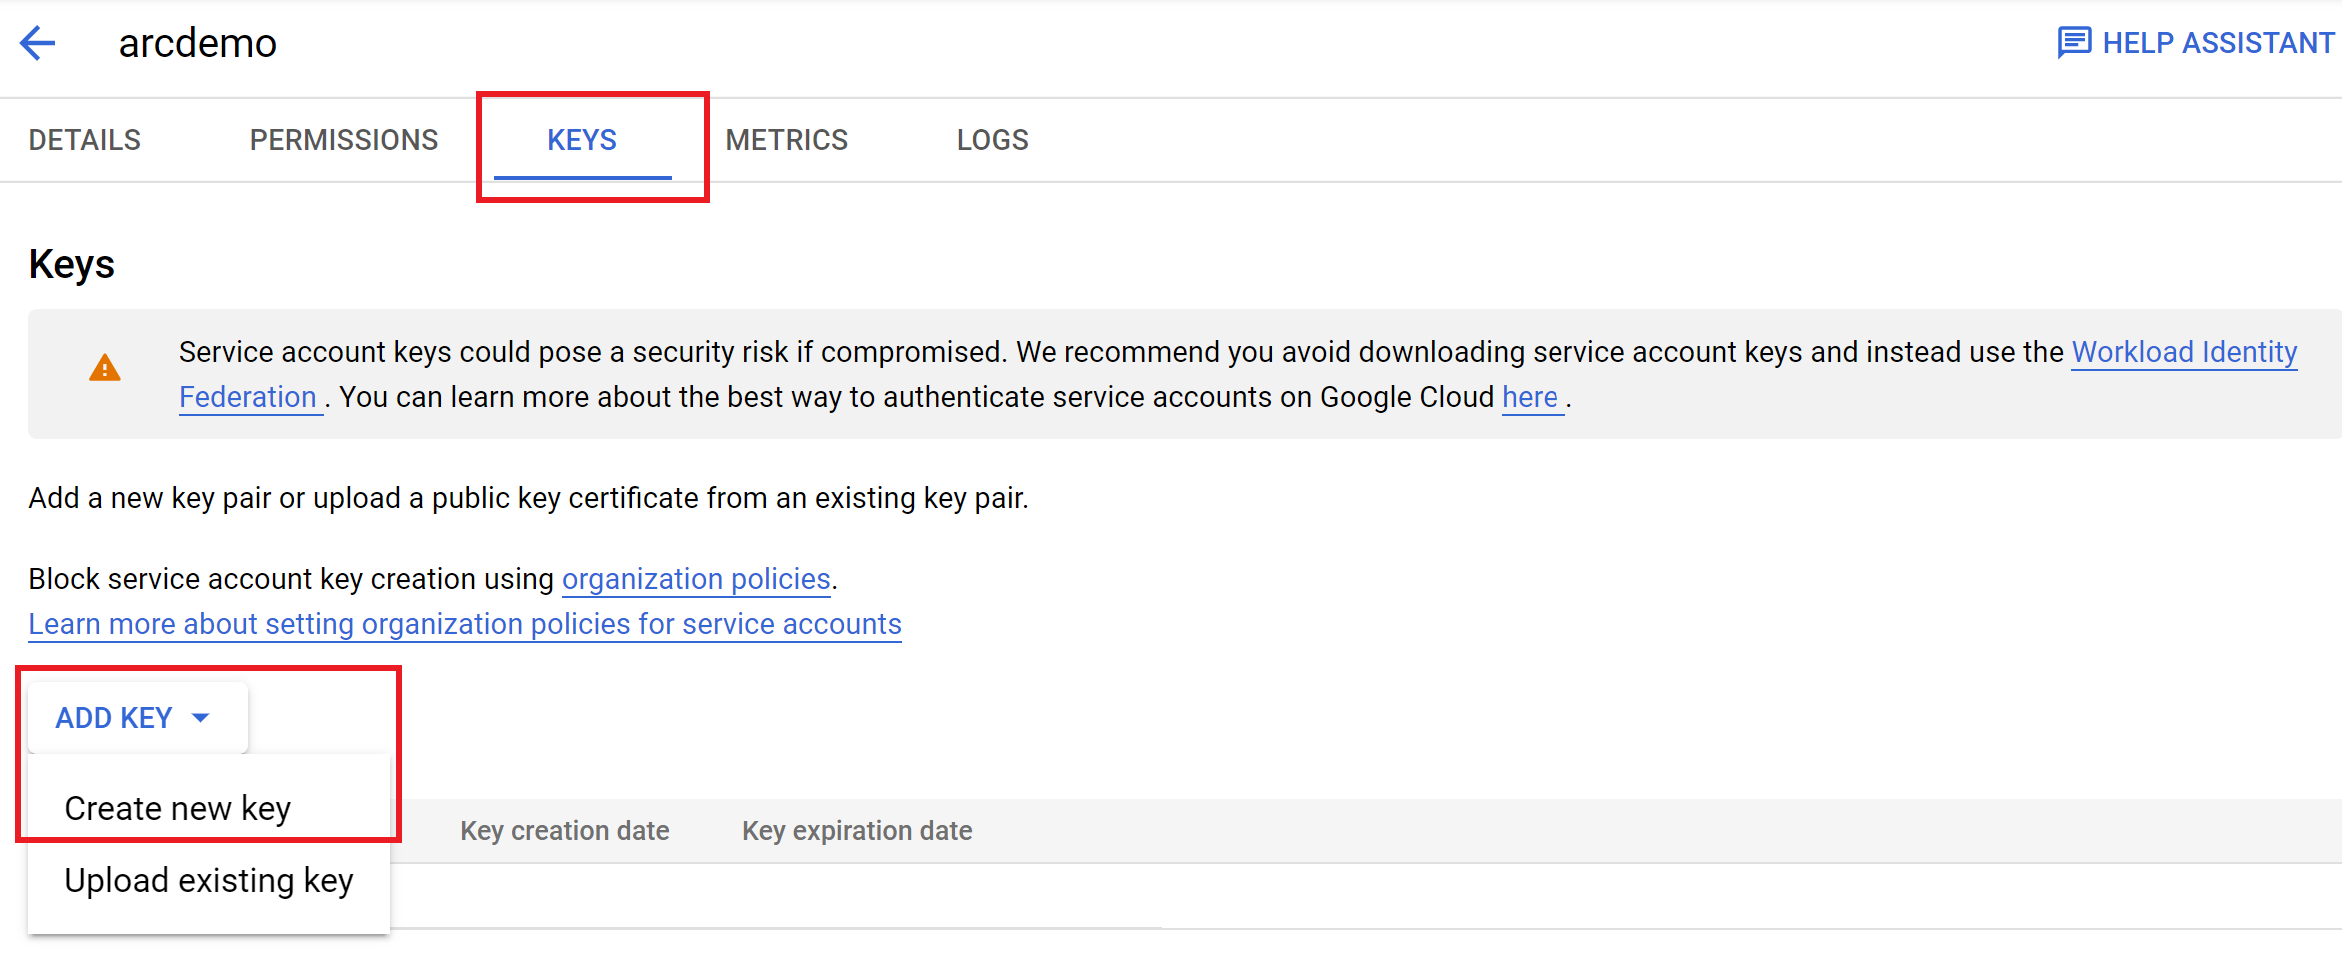 arcdemo
HELP ASSISTANT
DETAILS PERMISSIONS KEYS METRICS LOGS
Keys
Service account keys could pose a security risk if compromised. We recommend you avoid downloading service account keys and instead use the Workload Identity
Federation . You can learn more about the best way to authenticate service accounts on Google Cloud here .
Add a new key pair or upload a public key certificate from an existing key pair.
Block service account key creation using organization policies.
Learn more about setting organization policies for service accounts
ADD KEY
Create new key
Key creation date Key expiration date
Upload existing key